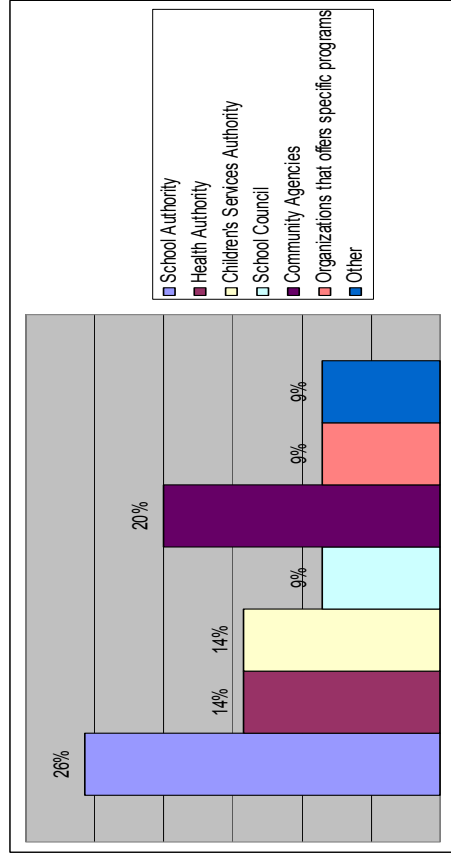 26%
14%
14%
9%
20%
9%
9%
School Authority
Health Authority
Children's Services Authority
School Council
Community Agencies
Organizations that offers specific programs
Other